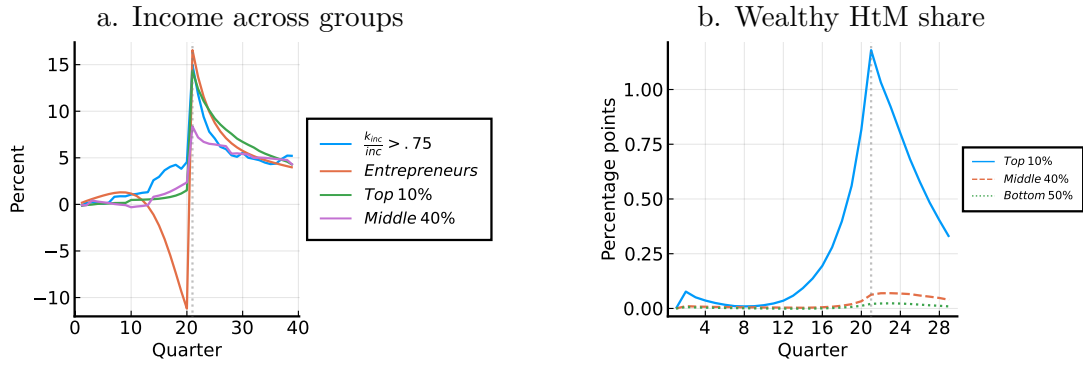 a. Income across groups
15
10
5
0
−5
−10
0 10 20 30 40
Percent
Quarter
k_inc/inc > .75
Entrepreneurs
Top 10%
Middle 40%
b. Wealthy HtM share
1.00
0.75
0.50
0.25
0.00
4 8 12 16 20 24 28
Percentage points
Quarter
Top 10%
Middle 40%
Bottom 50%